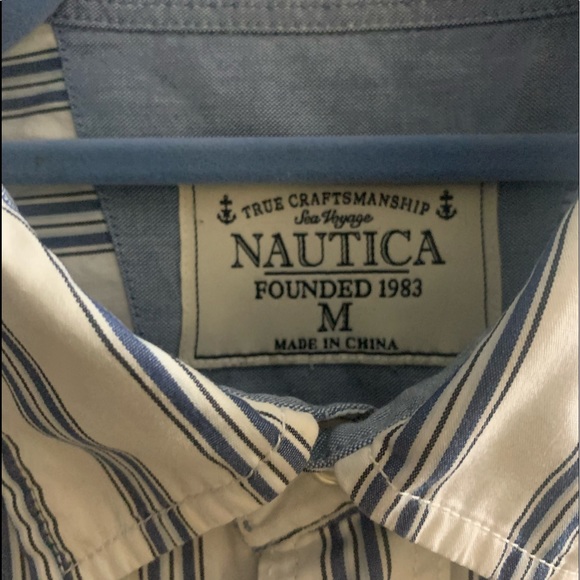 TRUE CRAFTSMANSHIP
Sea Voyage
NAUTICA
FOUNDED 1983
M
MADE IN CHINA